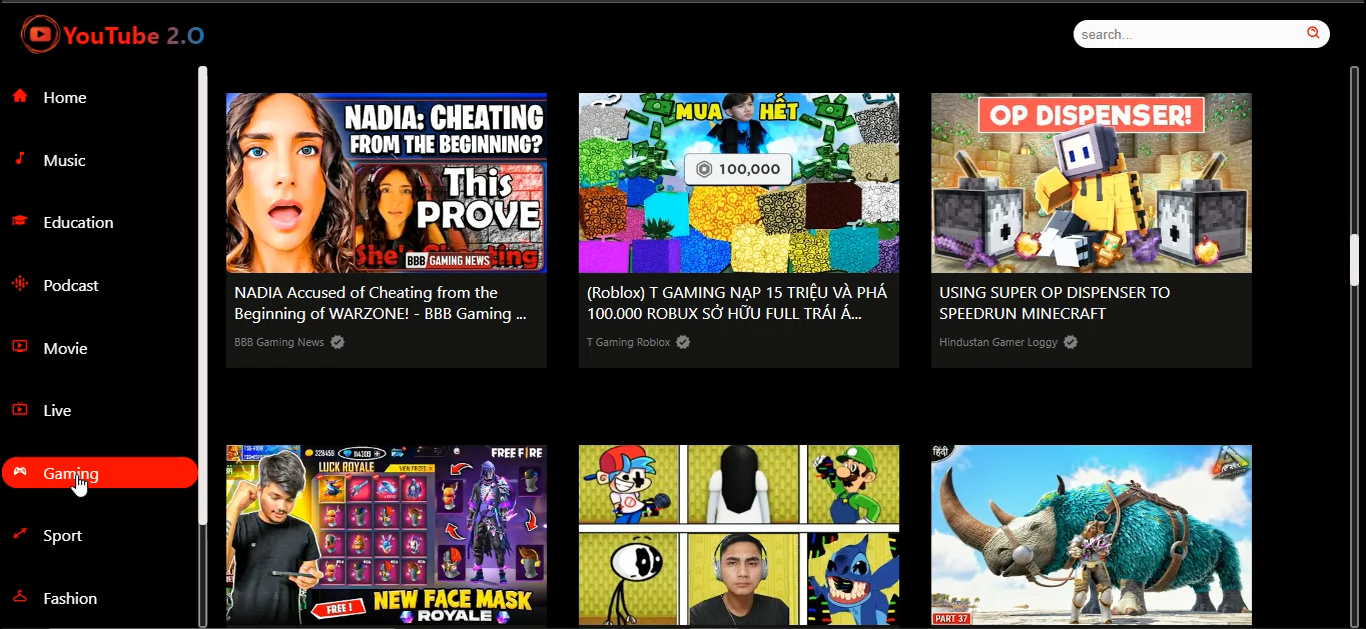 YouTube 2.O
search...
Home
Music
Education
Podcast
Movie
Live
Gaming
Sport
Fashion
NADIA: CHEATING
FROM THE BEGINNING?
This
PROVE
She's Cheating
BBB GAMING NEWS
NADIA Accused of Cheating from the
Beginning of WARZONE! - BBB Gaming ...
BBB Gaming News
MUA HẾT
100,000
(Roblox) T GAMING NẠP 15 TRIỆU VÀ PHÁ
100.000 ROBUX SỞ HỮU FULL TRÁI Á...
T Gaming Roblox
OP DISPENSER!
USING SUPER OP DISPENSER TO
SPEEDRUN MINECRAFT
Hindustan Gamer Loggy
LUCK ROYALE
VIEW PRIZES
FREE FIRE
FREE !
NEW FACE MASK
ROYALE
हिंदी
PART 37